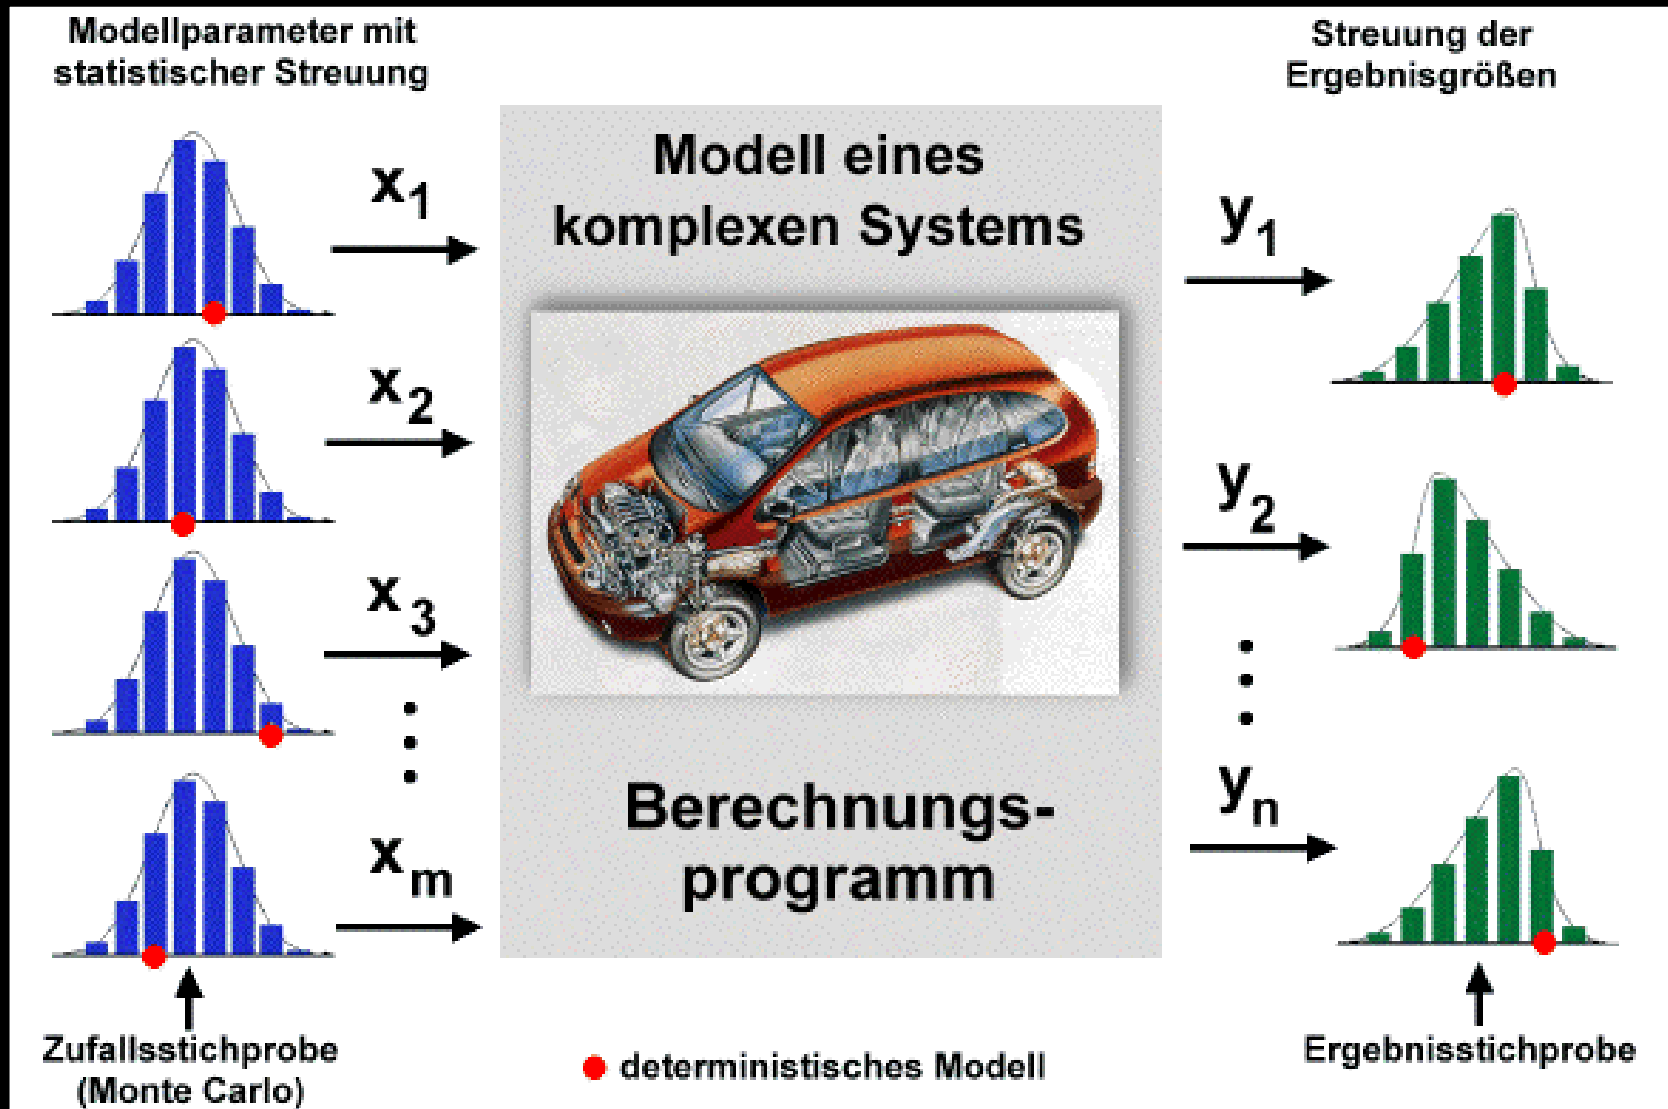 Modellparameter mit
statistischer Streuung
x1
x2
x3
xm
Zufallsstichprobe
(Monte Carlo)
Modell eines
komplexen Systems
Berechnungs-
programm
deterministisches Modell
Streuung der
Ergebnisgrößen
y1
y2
yn
Ergebnisstichprobe